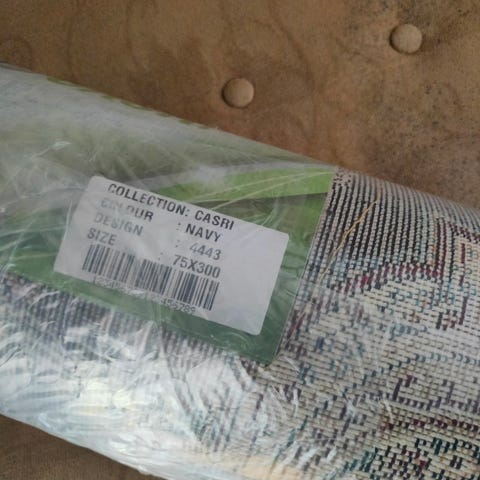 COLLECTION: CASRI
COLOUR : NAVY
DESIGN : 4443
SIZE : 75X300